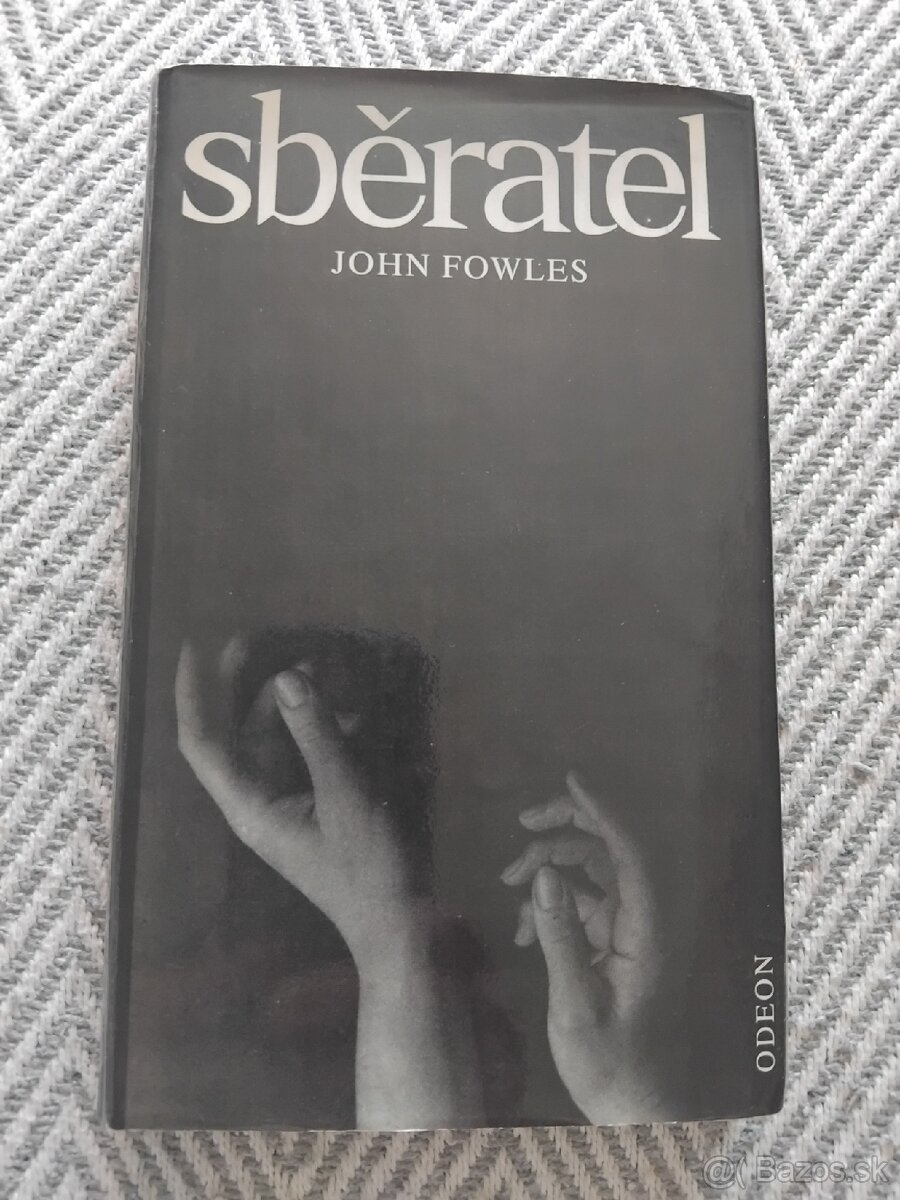 sběratel
JOHN FOWLES
ODEON
@( Bazos.sk